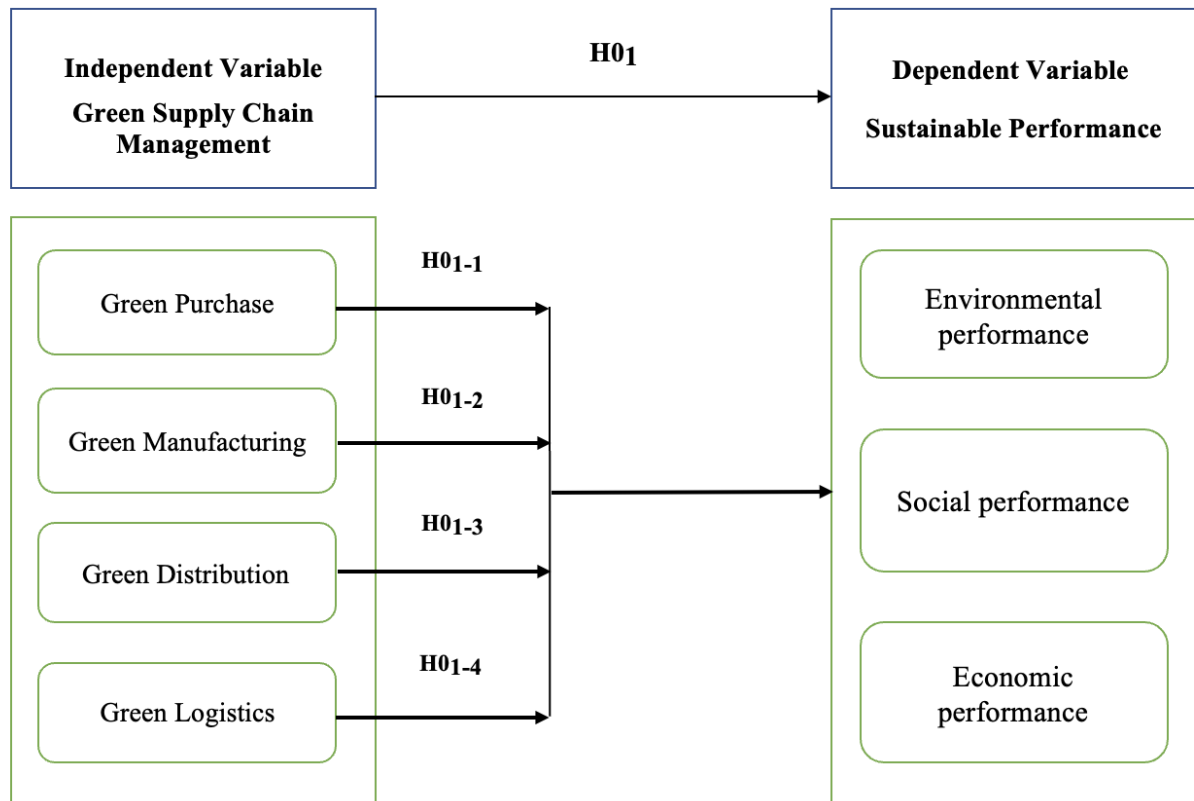 Independent Variable
Green Supply Chain
Management
H01
Dependent Variable
Sustainable Performance
H01-1
Green Purchase
H01-2
Green Manufacturing
H01-3
Green Distribution
H01-4
Green Logistics
Environmental
performance
Social performance
Economic
performance